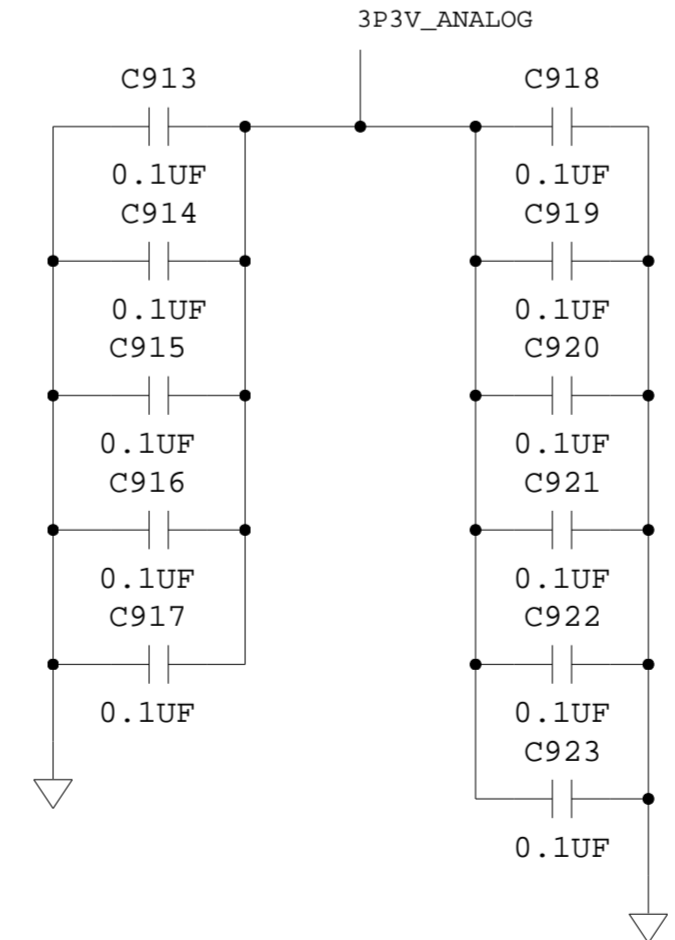 3P3V_ANALOG
C913
0.1UF
C914
0.1UF
C915
0.1UF
C916
0.1UF
C917
0.1UF
C918
0.1UF
C919
0.1UF
C920
0.1UF
C921
0.1UF
C922
0.1UF
C923
0.1UF